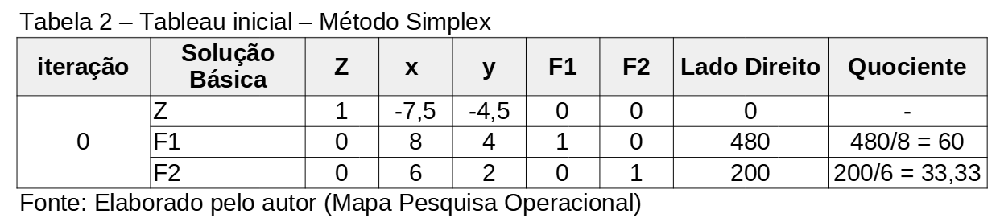 Tabela 2 – Tableau inicial – Método Simplex
iteração Solução Básica Z x y F1 F2 Lado Direito Quociente
0
Z 1 -7,5 -4,5 0 0 0 -
F1 0 8 4 1 0 480 480/8 = 60
F2 0 6 2 0 1 200 200/6 = 33,33
Fonte: Elaborado pelo autor (Mapa Pesquisa Operacional)